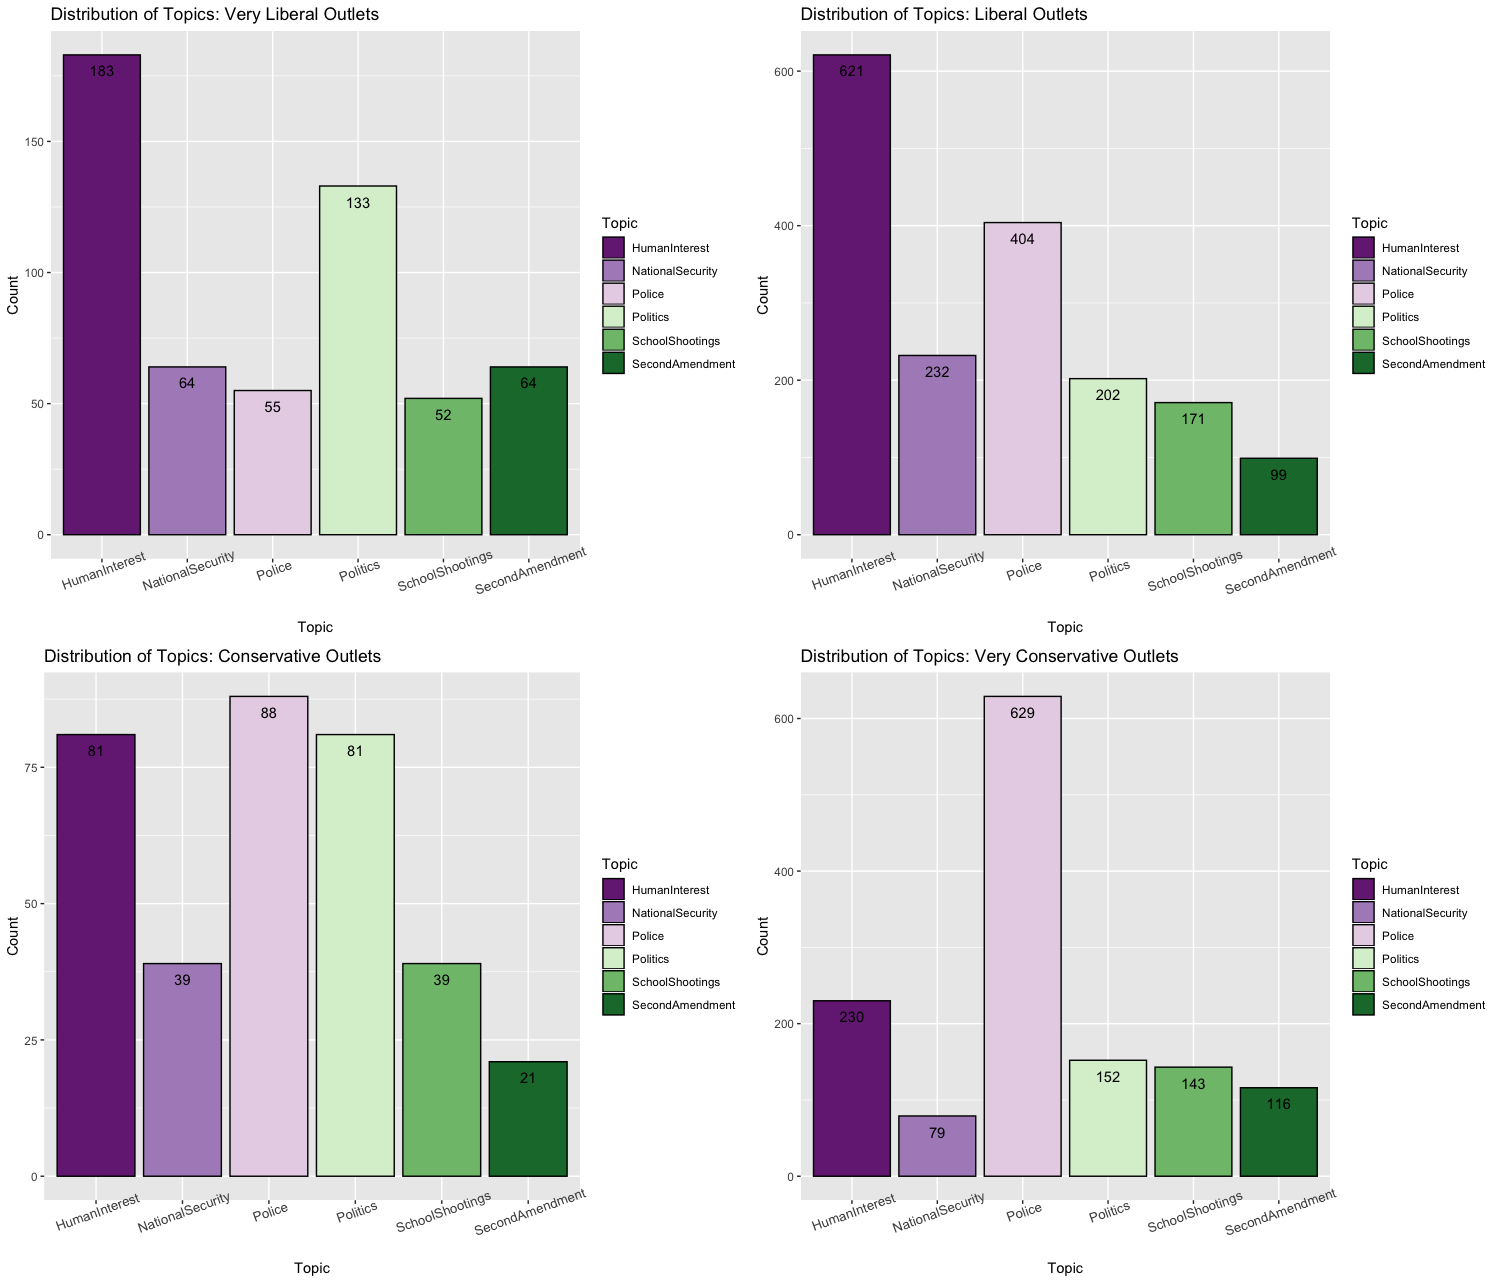 Distribution of Topics: Very Liberal Outlets
Count
150
100
50
0
183
64
55
133
52
64
HumanInterest
NationalSecurity
Police
Politics
SchoolShootings
SecondAmendment
Topic
Topic
HumanInterest
NationalSecurity
Police
Politics
SchoolShootings
SecondAmendment
Distribution of Topics: Liberal Outlets
Count
600
400
200
0
621
232
404
202
171
99
HumanInterest
NationalSecurity
Police
Politics
SchoolShootings
SecondAmendment
Topic
Topic
HumanInterest
NationalSecurity
Police
Politics
SchoolShootings
SecondAmendment
Distribution of Topics: Conservative Outlets
Count
75
50
25
0
81
39
88
81
39
21
HumanInterest
NationalSecurity
Police
Politics
SchoolShootings
SecondAmendment
Topic
Topic
HumanInterest
NationalSecurity
Police
Politics
SchoolShootings
SecondAmendment
Distribution of Topics: Very Conservative Outlets
Count
600
400
200
0
230
79
629
152
143
116
HumanInterest
NationalSecurity
Police
Politics
SchoolShootings
SecondAmendment
Topic
Topic
HumanInterest
NationalSecurity
Police
Politics
SchoolShootings
SecondAmendment